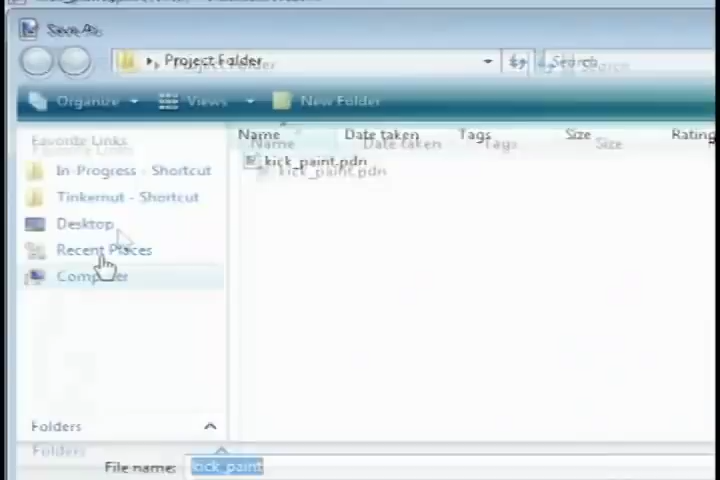 Save As
Project Folder
Search
Organize Views New Folder
Favorite Links
Name Date taken Tags Size Rating
In-Progress - Shortcut
kick_paint.pdn
Tinkernut - Shortcut
Desktop
Recent Places
Computer
Folders
File name: kick_paint